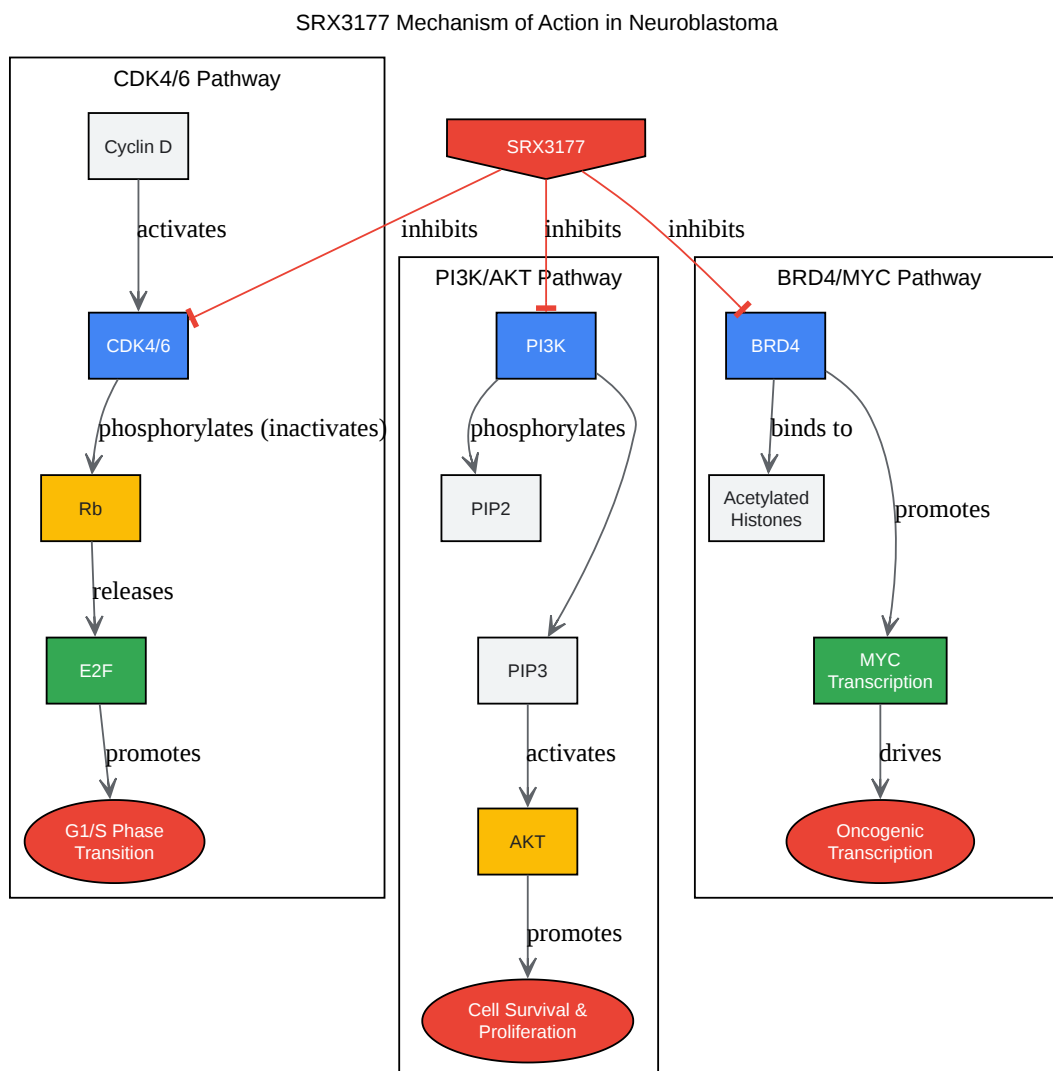 SRX3177 Mechanism of Action in Neuroblastoma
CDK4/6 Pathway
Cyclin D
activates
CDK4/6
phosphorylates (inactivates)
Rb
releases
E2F
promotes
G1/S Phase
Transition
SRX3177
inhibits
inhibits
inhibits
PI3K/AKT Pathway
PI3K
phosphorylates
PIP2
PIP3
activates
AKT
promotes
Cell Survival &
Proliferation
BRD4/MYC Pathway
BRD4
binds to
Acetylated
Histones
promotes
MYC
Transcription
drives
Oncogenic
Transcription